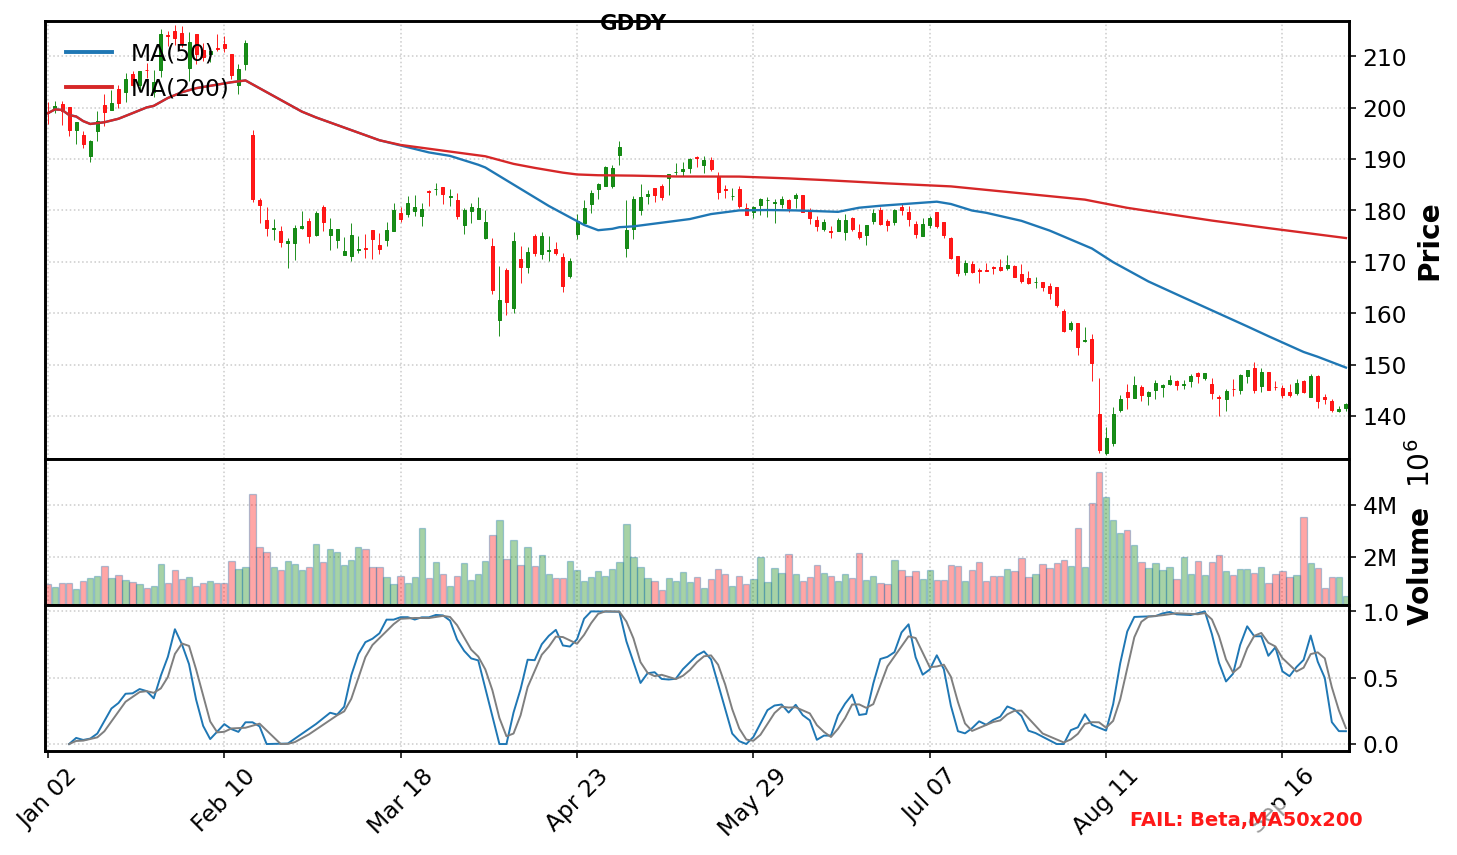 GDDY
MA(50)
MA(200)
210
200
190
180
170
160
150
140
Price
4M
2M
Volume 10^6
1.0
0.5
0.0
Jan 02
Feb 10
Mar 18
Apr 23
May 29
Jul 07
Aug 11
Sep 16
FAIL: Beta,MA50x200